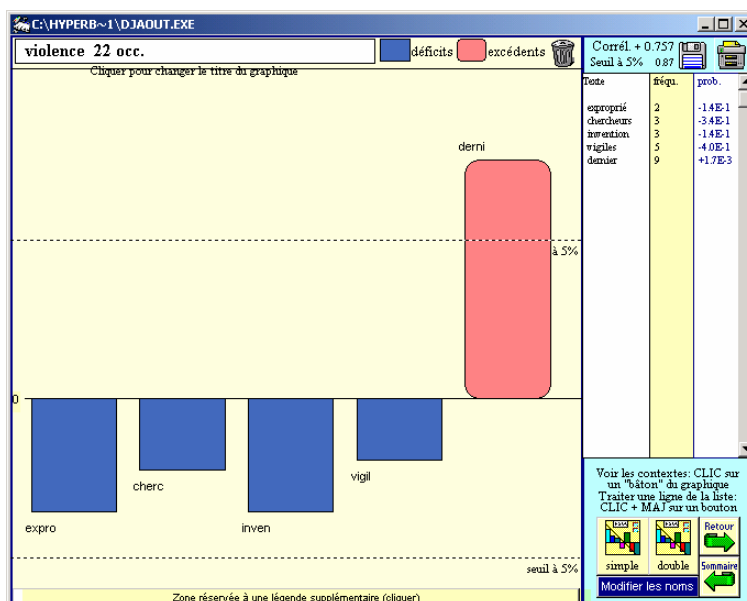 C:\HYPERB~1\DJAOUT.EXE
violence 22 occ.
déficits
excédents
Corrél. + 0.757
Seuil à 5% 0.87
Cliquer pour changer le titre du graphique
Texte fréqu. prob.
exproprié 2 -1.4E-1
chercheurs 3 -3.4E-1
invention 3 -1.4E-1
vigiles 5 -4.0E-1
dernier 9 +1.7E-3
derni
à 5%
0
cherc
vigil
expro
inven
seuil à 5%
Zone réservée à une légende supplémentaire (cliquer)
Voir les contextes: CLIC sur
un "bâton" du graphique
Traiter une ligne de la liste:
CLIC + MAJ sur un bouton
Retour
simple double Sommaire
Modifier les noms